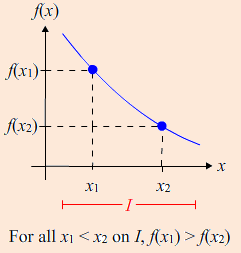 f(x)
f(x₁)
f(x₂)
x
x₁ x₂
I
For all x₁ < x₂ on I, f(x₁) > f(x₂)